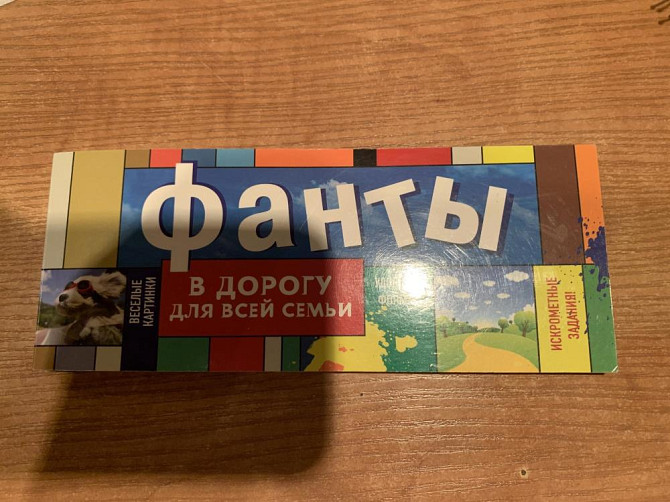 Фанты
В ДОРОГУ
ДЛЯ ВСЕЙ СЕМЬИ
ВЕСЕЛЫЕ
КАРТИНКИ
ИСКРОМЕТНЫЕ
ЗАДАНИЯ!